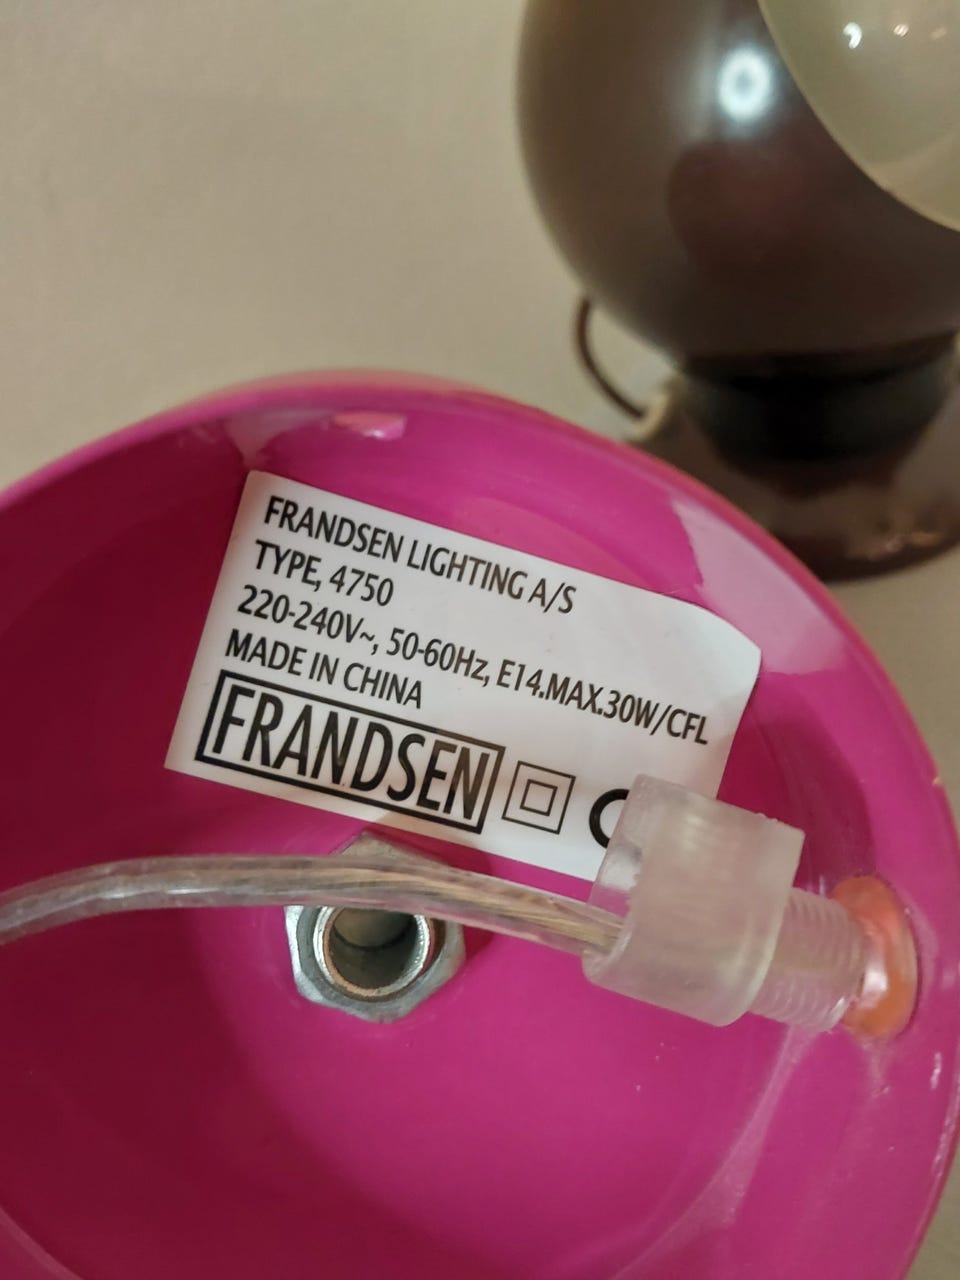 FRANDSEN LIGHTING A/S
TYPE, 4750
220-240V~, 50-60Hz, E14.MAX.30W/CFL
MADE IN CHINA
FRANDSEN